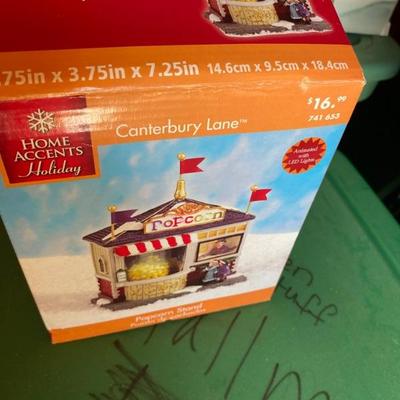 .75in x 3.75in x 7.25in 14.6cm x 9.5cm x 18.4cm
$16.99
741 653
HOME
ACCENTS
Holiday
Canterbury Lane™
Animated
with
LED Lights
Popcorn
Popcorn Stand
stuff